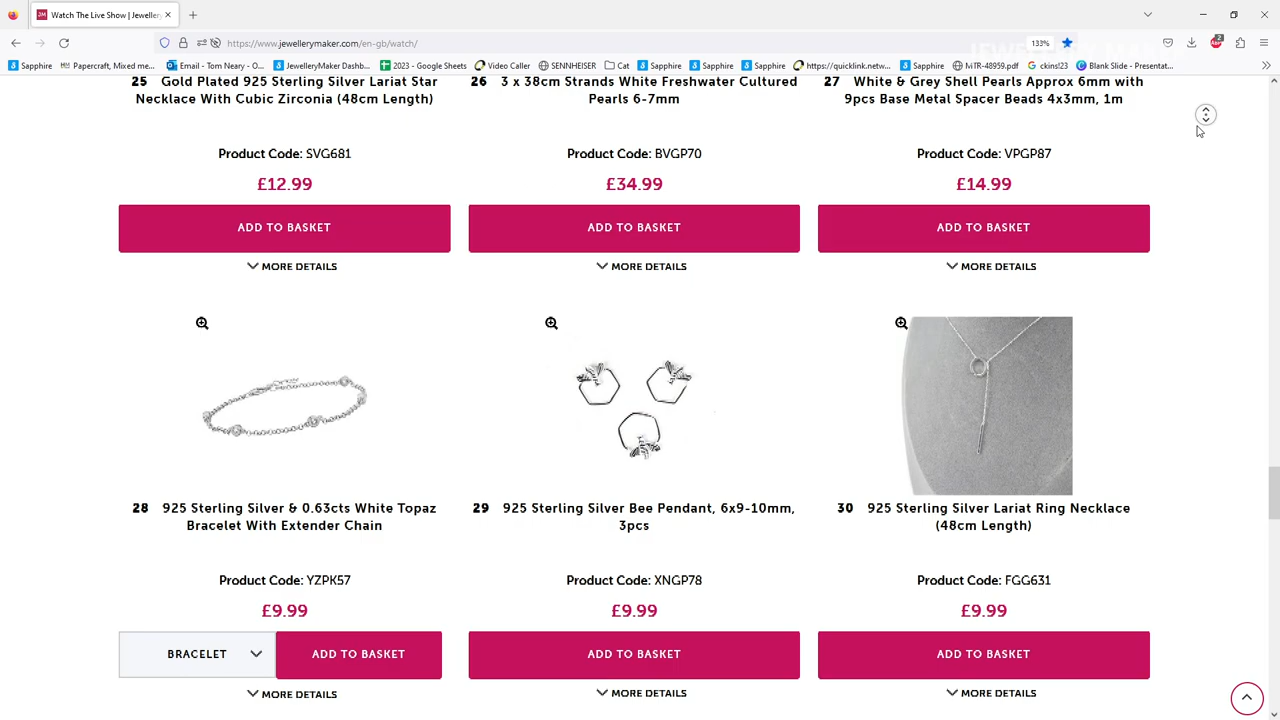 Watch The Live Show | Jeweller
https://www.jewellerymaker.com/en-gb/watch/
133%
2
Sapphire
Papercraft, Mixed me...
Email - Tom Neary - O...
JewelleryMaker Dashb...
2023 - Google Sheets
Video Caller
SENNHEISER
Cat
Sapphire
Sapphire
Sapphire
https://quicklink.netw...
Sapphire
MTR-48959.pdf
ckins!23
Blank Slide - Presentat...
25 Gold Plated 925 Sterling Silver Lariat Star
Necklace With Cubic Zirconia (48cm Length)
Product Code: SVG681
£12.99
ADD TO BASKET
MORE DETAILS
26 3 x 38cm Strands White Freshwater Cultured
Pearls 6-7mm
Product Code: BVGP70
£34.99
ADD TO BASKET
MORE DETAILS
27 White & Grey Shell Pearls Approx 6mm with
9pcs Base Metal Spacer Beads 4x3mm, 1m
Product Code: VPGP87
£14.99
ADD TO BASKET
MORE DETAILS
28 925 Sterling Silver & 0.63cts White Topaz
Bracelet With Extender Chain
Product Code: YZPK57
£9.99
BRACELET
ADD TO BASKET
MORE DETAILS
29 925 Sterling Silver Bee Pendant, 6x9-10mm,
3pcs
Product Code: XNGP78
£9.99
ADD TO BASKET
MORE DETAILS
30 925 Sterling Silver Lariat Ring Necklace
(48cm Length)
Product Code: FGG631
£9.99
ADD TO BASKET
MORE DETAILS